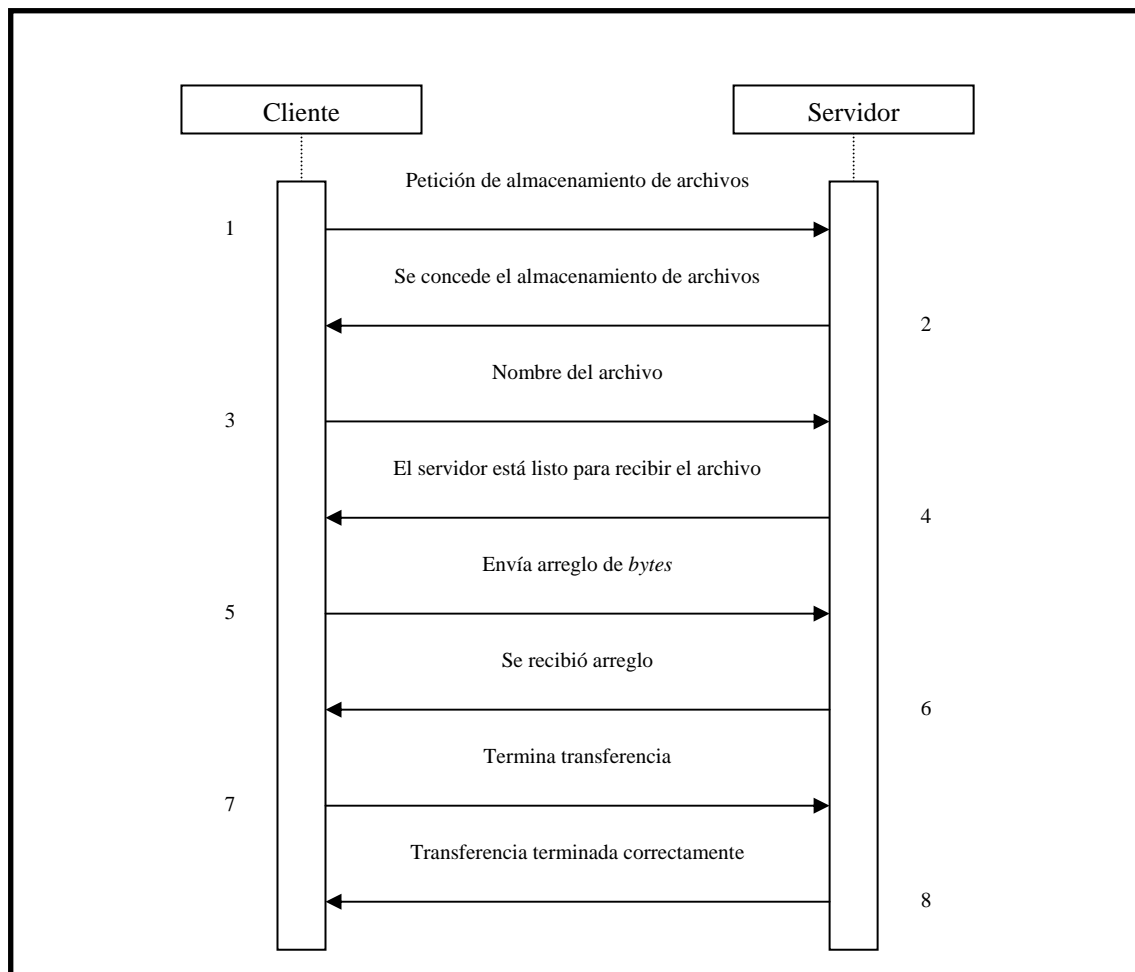 Cliente
Servidor
Petición de almacenamiento de archivos
1
Se concede el almacenamiento de archivos
2
Nombre del archivo
3
El servidor está listo para recibir el archivo
4
Envía arreglo de bytes
5
Se recibió arreglo
6
Termina transferencia
7
Transferencia terminada correctamente
8